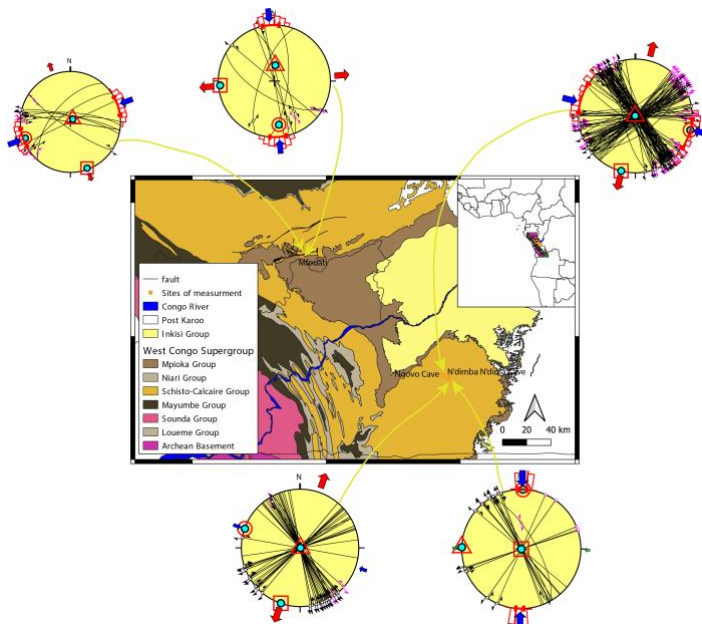 N
N
Mfouati
fault
Sites of measurment
Congo River
Post Karoo
Inkisi Group
West Congo Supergroup
Mpioka Group
Niari Group
Schisto-Calcaire Group
Mayumbe Group
Sounda Group
Loueme Group
Archean Basement
Ngovo Cave
N'dimba N'dimba Cave
0 20 40 km
N